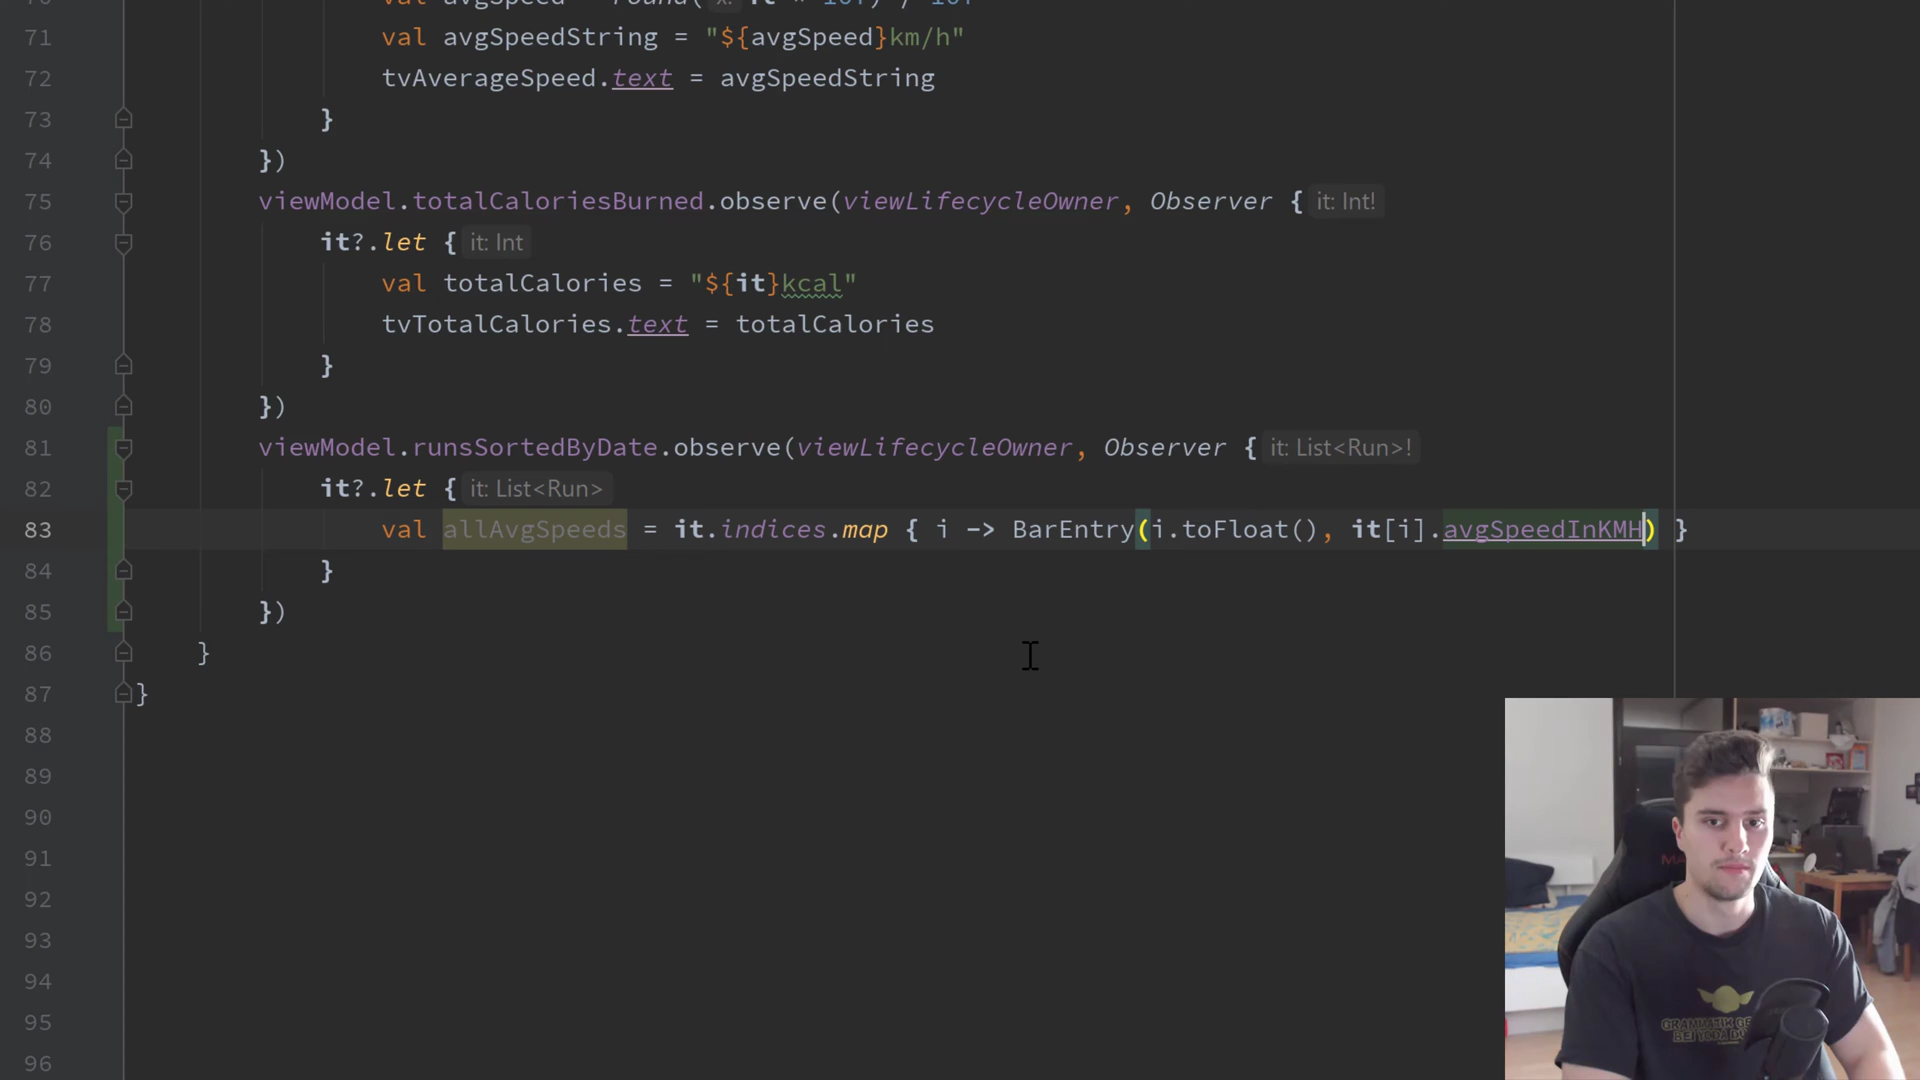 71 val avgSpeedString = "${avgSpeed}km/h"
72 tvAverageSpeed.text = avgSpeedString
73 }
74 })
75 viewModel.totalCaloriesBurned.observe(viewLifecycleOwner, Observer { it: Int!
76 it?.let { it: Int
77 val totalCalories = "${it}kcal"
78 tvTotalCalories.text = totalCalories
79 }
80 })
81 viewModel.runsSortedByDate.observe(viewLifecycleOwner, Observer { it: List<Run>!
82 it?.let { it: List<Run>
83 val allAvgSpeeds = it.indices.map { i -> BarEntry(i.toFloat(), it[i].avgSpeedInKMH) }
84 }
85 })
86 }
87 }
88
89
90
91
92
93
94
95
96